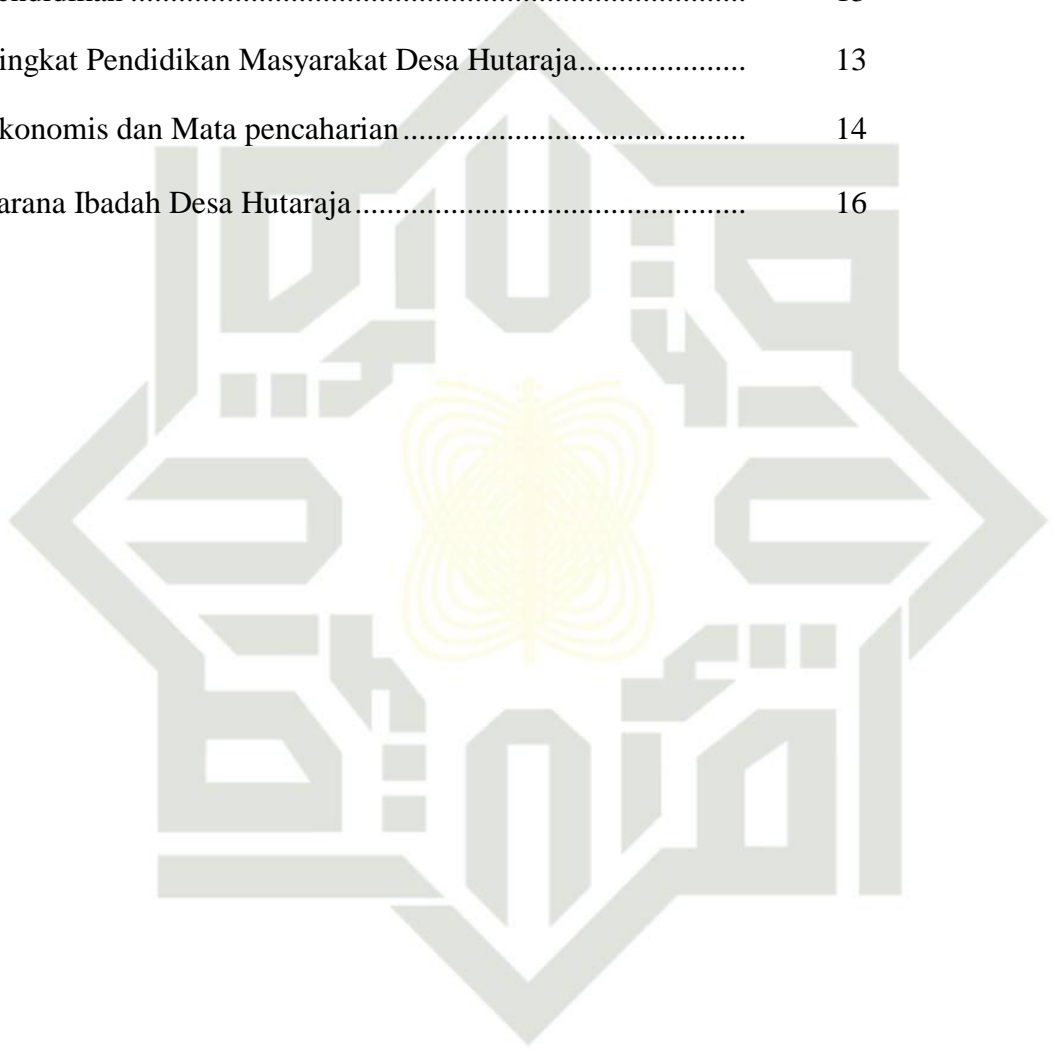 ingkat Pendidikan Masyarakat Desa Hutaraja.................... 13
konomis dan Mata pencaharian........................................ 14
arana Ibadah Desa Hutaraja............................................. 16